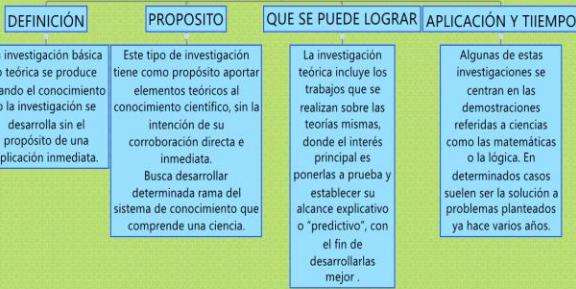 DEFINICIÓN
investigación básica
teórica se produce
el conocimiento
la investigación se
desarrolla sin el
propósito de una
inmediata.
PROPOSITO
Este tipo de investigación
tiene como propósito aportar
elementos teóricos al
conocimiento científico, sin la
intención de su
corroboración directa e
inmediata.
Busca desarrollar
determinada rama del
sistema de conocimiento que
comprende una ciencia.
QUE SE PUEDE LOGRAR
La investigación
teórica incluye los
trabajos que se
realizan sobre las
teorías mismas,
donde el interés
principal es
ponerlas a prueba y
establecer su
alcance explicativo
o “predictivo”, con
el fin de
desarrollarlas
mejor .
APLICACIÓN Y TIIEMPO
Algunas de estas
investigaciones se
centran en las
demostraciones
referidas a ciencias
como las matemáticas
o la lógica. En
determinados casos
suelen ser la solución a
problemas planteados
ya hace varios años.